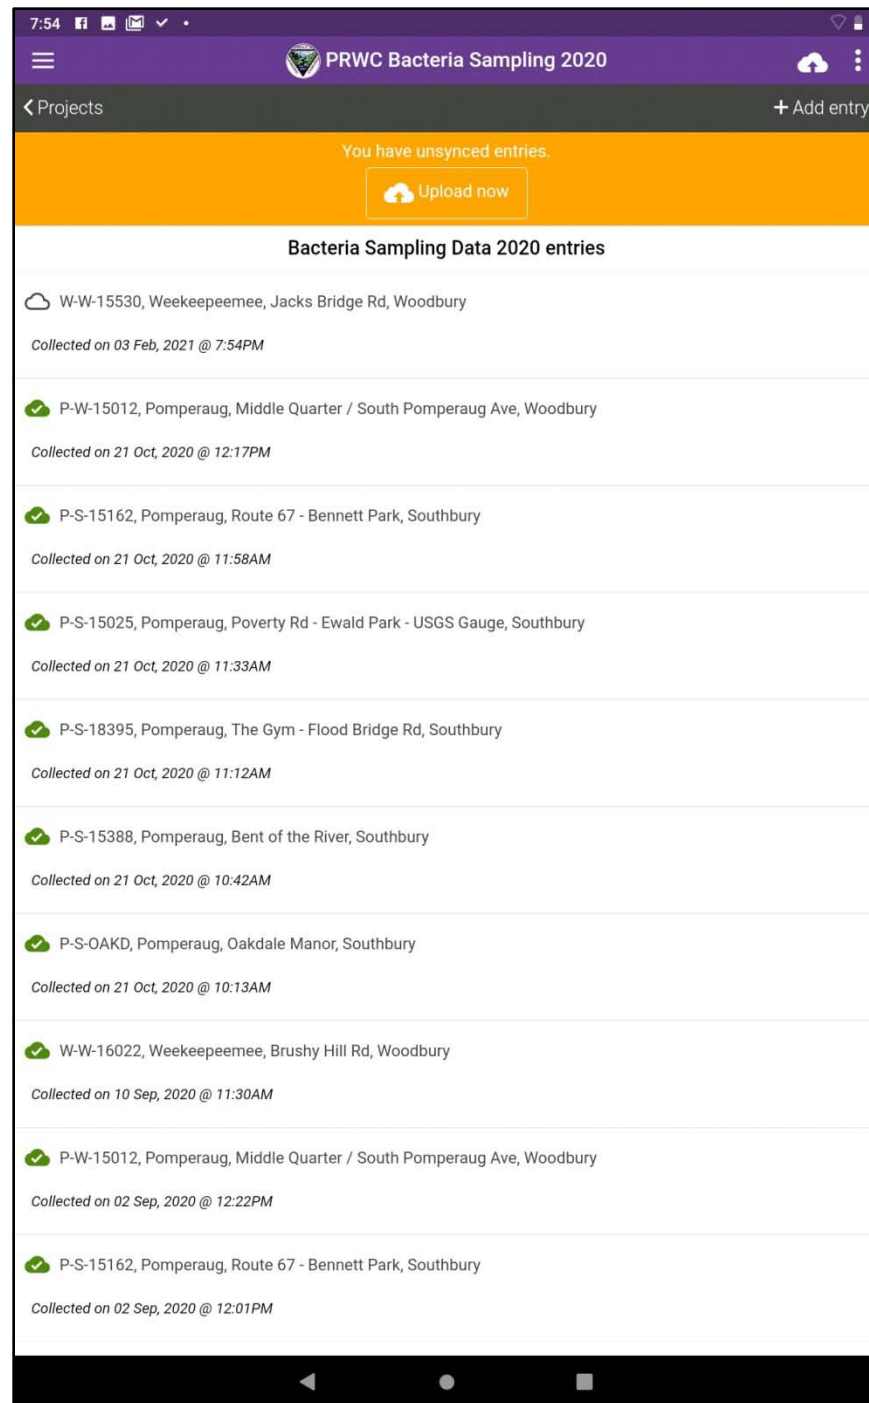 7:54
PRWC Bacteria Sampling 2020
Projects
+ Add entry
You have unsynced entries.
Upload now
Bacteria Sampling Data 2020 entries
W-W-15530, Weekeepeemee, Jacks Bridge Rd, Woodbury
Collected on 03 Feb, 2021 @ 7:54PM
P-W-15012, Pomperaug, Middle Quarter / South Pomperaug Ave, Woodbury
Collected on 21 Oct, 2020 @ 12:17PM
P-S-15162, Pomperaug, Route 67 - Bennett Park, Southbury
Collected on 21 Oct, 2020 @ 11:58AM
P-S-15025, Pomperaug, Poverty Rd - Ewald Park - USGS Gauge, Southbury
Collected on 21 Oct, 2020 @ 11:33AM
P-S-18395, Pomperaug, The Gym - Flood Bridge Rd, Southbury
Collected on 21 Oct, 2020 @ 11:12AM
P-S-15388, Pomperaug, Bent of the River, Southbury
Collected on 21 Oct, 2020 @ 10:42AM
P-S-OAKD, Pomperaug, Oakdale Manor, Southbury
Collected on 21 Oct, 2020 @ 10:13AM
W-W-16022, Weekeepeemee, Brushy Hill Rd, Woodbury
Collected on 10 Sep, 2020 @ 11:30AM
P-W-15012, Pomperaug, Middle Quarter / South Pomperaug Ave, Woodbury
Collected on 02 Sep, 2020 @ 12:22PM
P-S-15162, Pomperaug, Route 67 - Bennett Park, Southbury
Collected on 02 Sep, 2020 @ 12:01PM